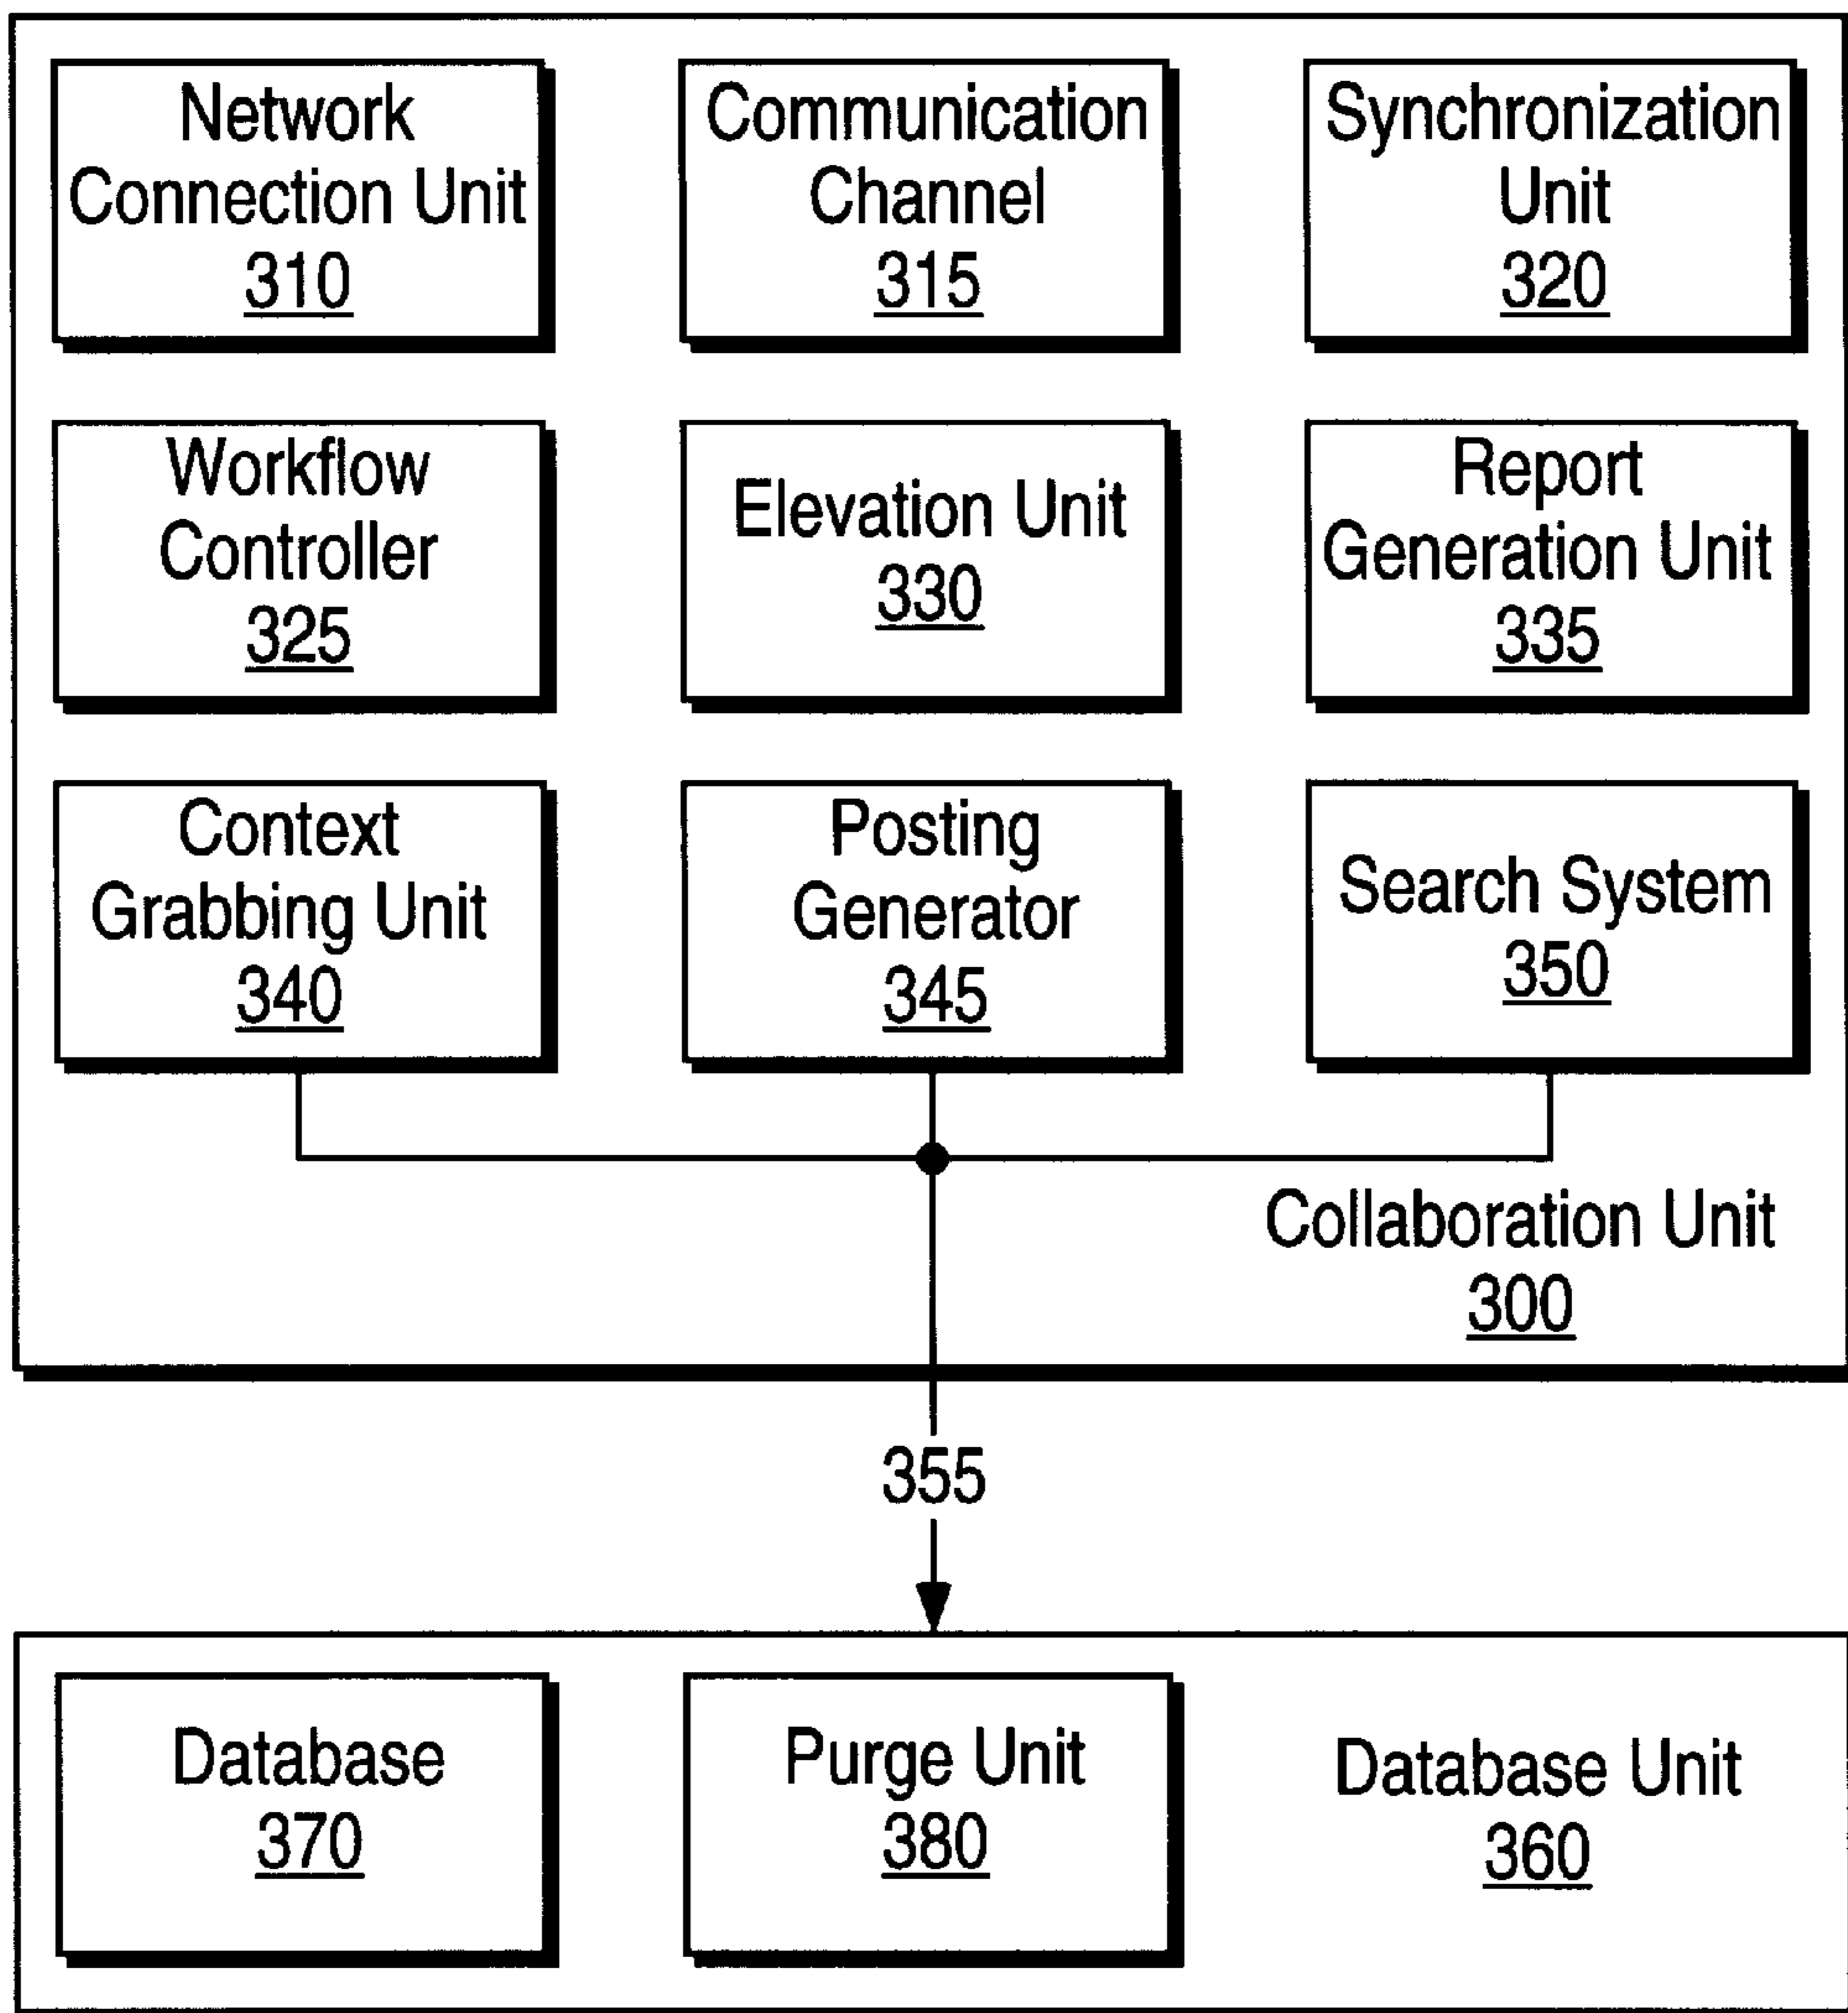 Network
Connection Unit
310
Communication
Channel
315
Synchronization
Unit
320
Workflow
Controller
325
Elevation Unit
330
Report
Generation Unit
335
Context
Grabbing Unit
340
Posting
Generator
345
Search System
350
Collaboration Unit
300
355
Database
370
Purge Unit
380
Database Unit
360